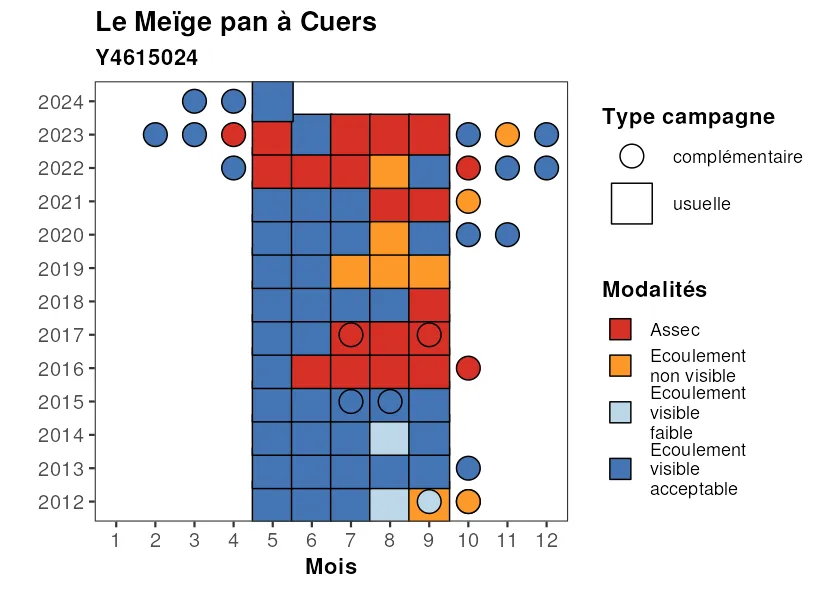 Le Meïge pan à Cuers
Y4615024
2024
2023
2022
2021
2020
2019
2018
2017
2016
2015
2014
2013
2012
1 2 3 4 5 6 7 8 9 10 11 12
Mois
Type campagne
complémentaire
usuelle
Modalités
Assec
Ecoulement
non visible
Ecoulement
visible
faible
Ecoulement
visible
acceptable